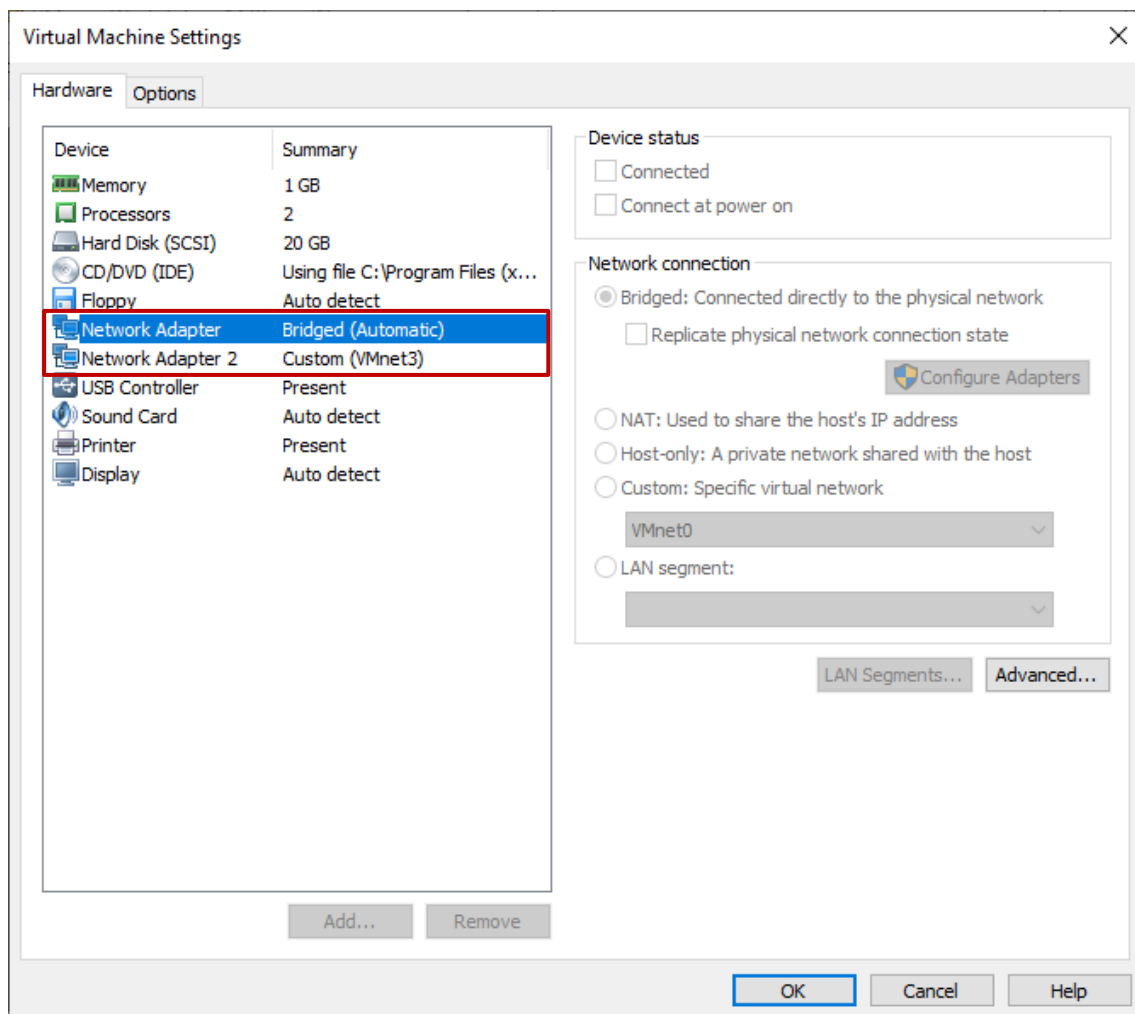 Virtual Machine Settings
Hardware
Options
Device Summary
Memory 1 GB
Processors 2
Hard Disk (SCSI) 20 GB
CD/DVD (IDE) Using file C:\Program Files (x...
Floppy Auto detect
Network Adapter Bridged (Automatic)
Network Adapter 2 Custom (VMnet3)
USB Controller Present
Sound Card Auto detect
Printer Present
Display Auto detect
Add...
Remove
Device status
Connected
Connect at power on
Network connection
Bridged: Connected directly to the physical network
Replicate physical network connection state
Configure Adapters
NAT: Used to share the host's IP address
Host-only: A private network shared with the host
Custom: Specific virtual network
VMnet0
LAN segment:
LAN Segments...
Advanced...
OK
Cancel
Help